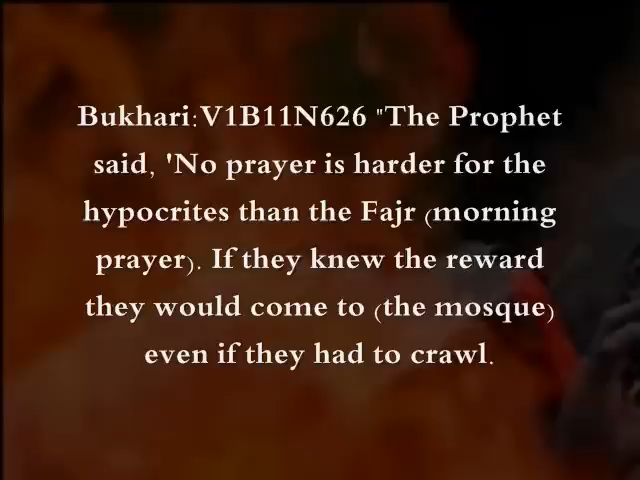 Bukhari:V1B11N626 "The Prophet
said, 'No prayer is harder for the
hypocrites than the Fajr (morning
prayer). If they knew the reward
they would come to (the mosque)
even if they had to crawl.